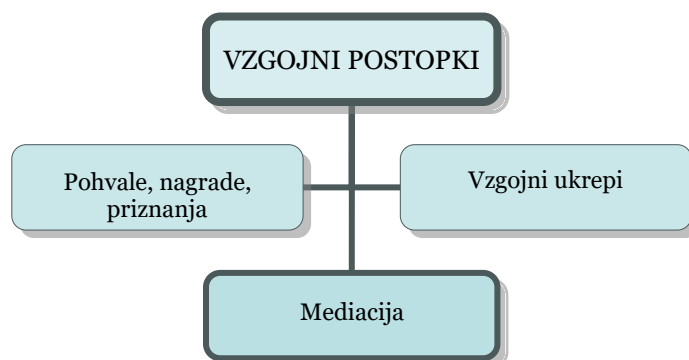 VZGOJNI POSTOPKI
Pohvale, nagrade,
priznanja
Vzgojni ukrepi
Mediacija